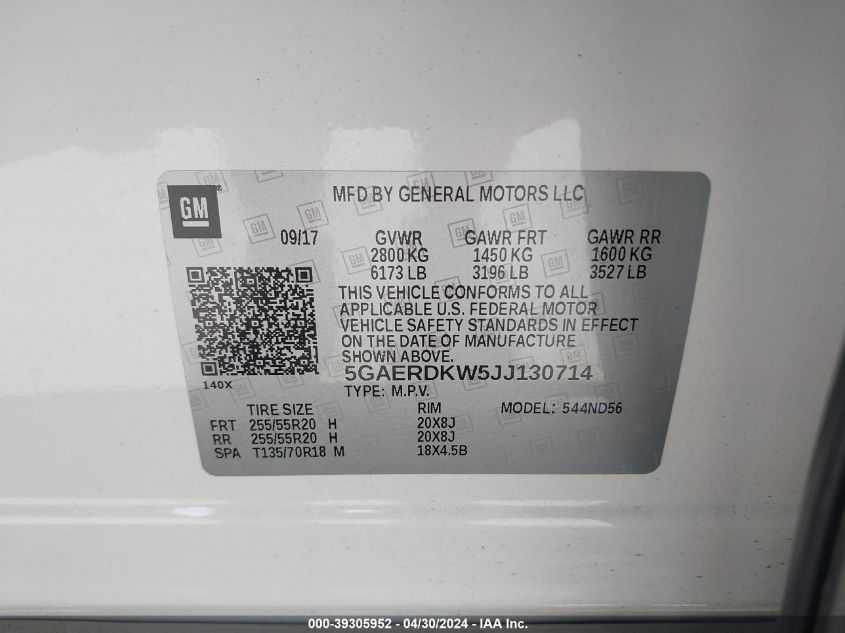 GM
MFD BY GENERAL MOTORS LLC
09/17 GVWR GAWR FRT GAWR RR
2800 KG 1450 KG 1600 KG
6173 LB 3196 LB 3527 LB
THIS VEHICLE CONFORMS TO ALL
APPLICABLE U.S. FEDERAL MOTOR
VEHICLE SAFETY STANDARDS IN EFFECT
ON THE DATE OF MANUFACTURE
SHOWN ABOVE.
5GAERDKW5JJ130714
140X
TYPE: M.P.V.
TIRE SIZE RIM MODEL: 544ND56
FRT 255/55R20 H 20X8J
RR 255/55R20 H 20X8J
SPA T135/70R18 M 18X4.5B
000-39305952 - 04/30/2024 - IAA Inc.